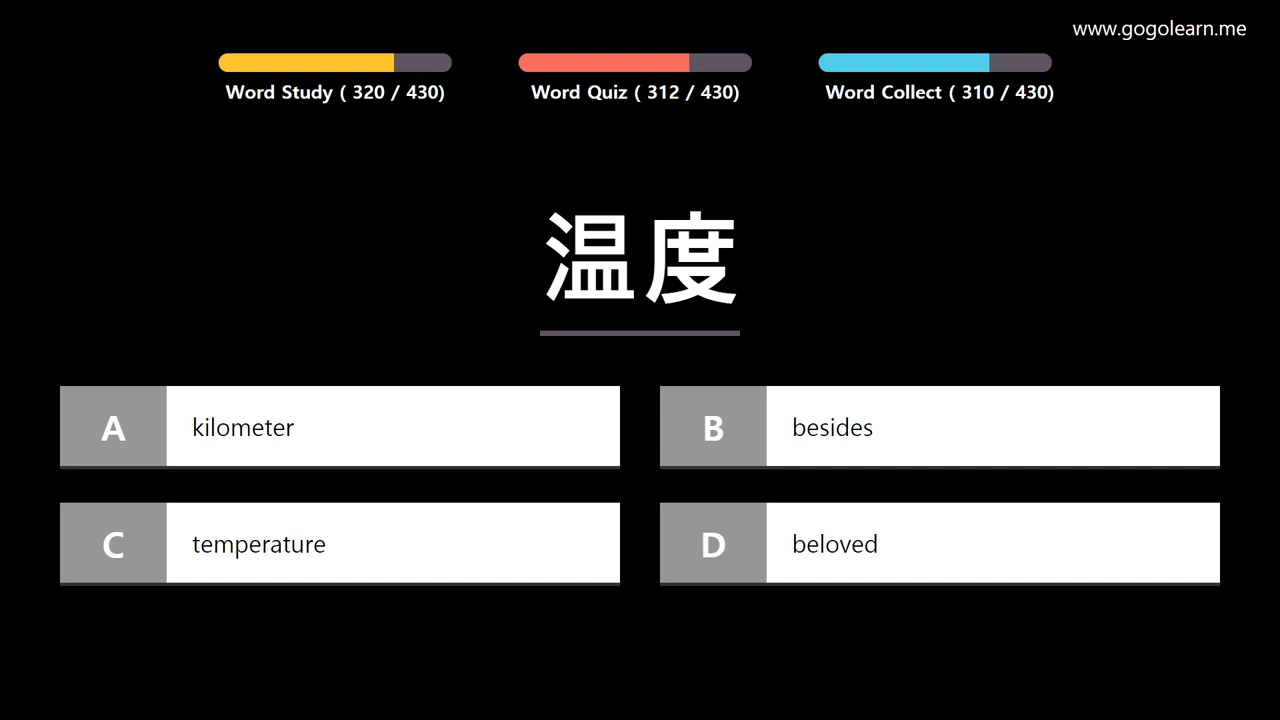 www.gogolearn.me
Word Study ( 320 / 430)
Word Quiz ( 312 / 430)
Word Collect ( 310 / 430)
温度
A kilometer
B besides
C temperature
D beloved